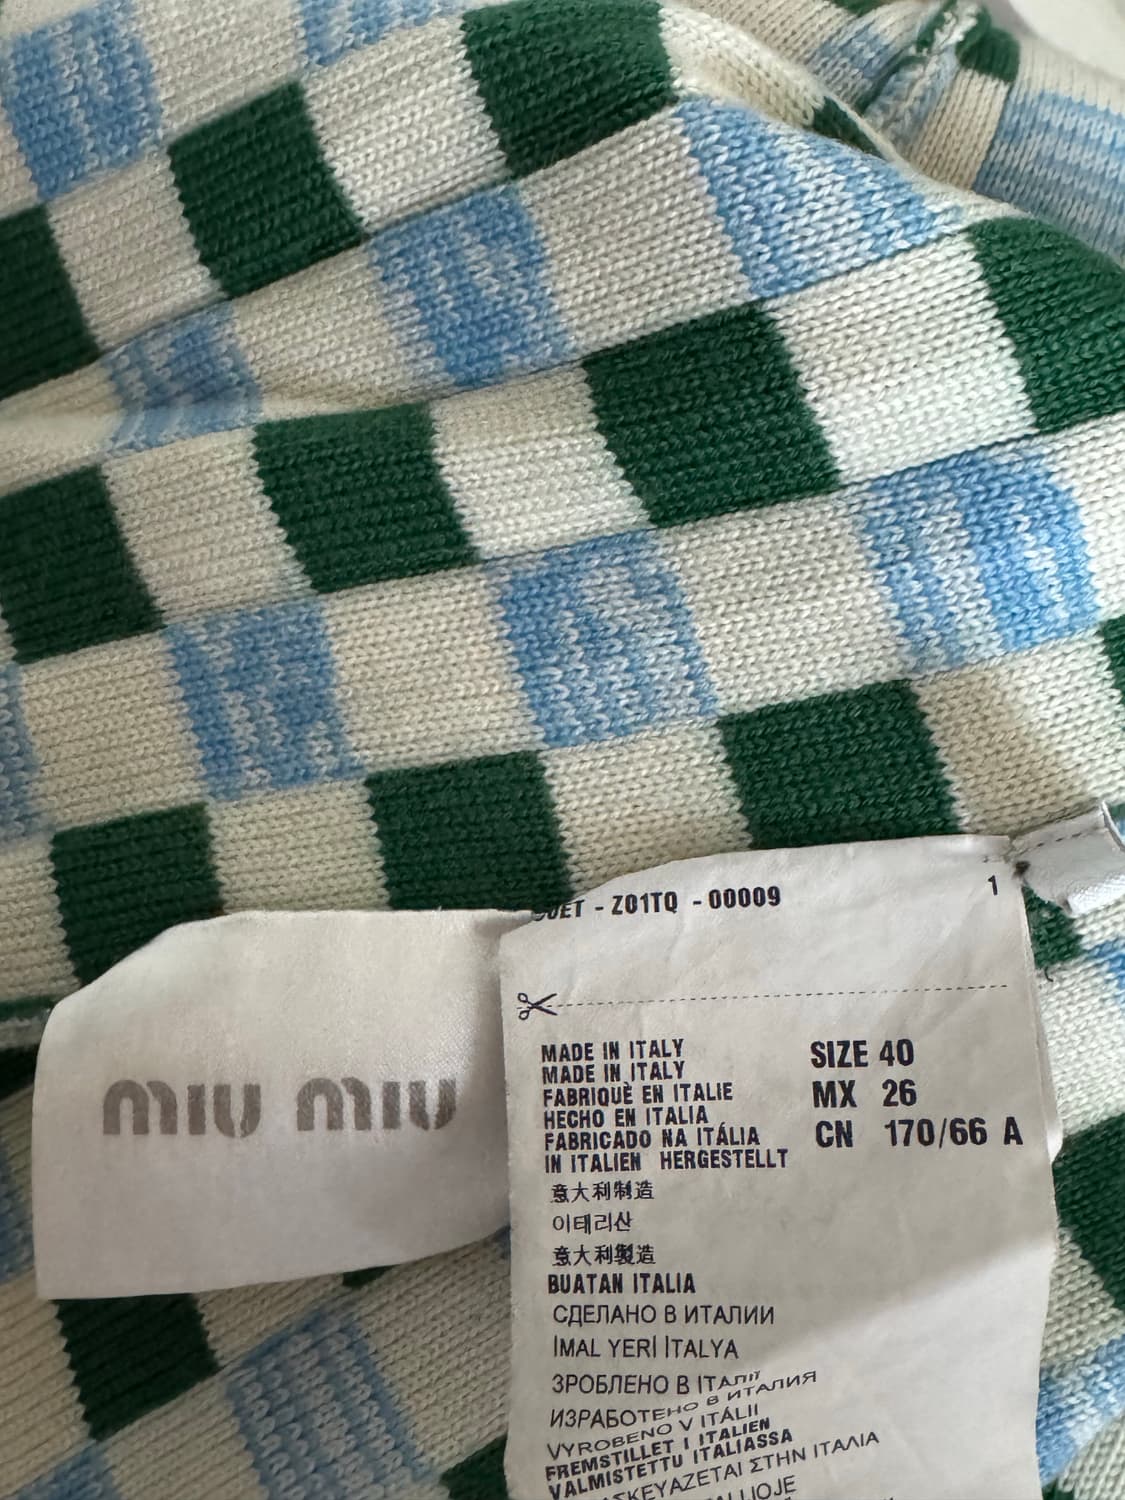 miu miu
- Z01TQ - 00009
1
MADE IN ITALY
MADE IN ITALY
FABRIQUÈ EN ITALIE
HECHO EN ITALIA
FABRICADO NA ITÁLIA
IN ITALIEN HERGESTELLT
意大利制造
이태리산
意大利製造
BUATAN ITALIA
СДЕЛАНО В ИТАЛИИ
İMAL YERİ İTALYA
ЗРОБЛЕНО В ІТАЛІЇ
ИЗРАБОТЕНО В ИТАЛИЯ
VYROBENO V ITÁLII
FREMSTILLET I ITALIEN
VALMISTETTU ITALIASSA
ΣΤΗΝ ΙΤΑΛΙΑ
SIZE 40
MX 26
CN 170/66 A